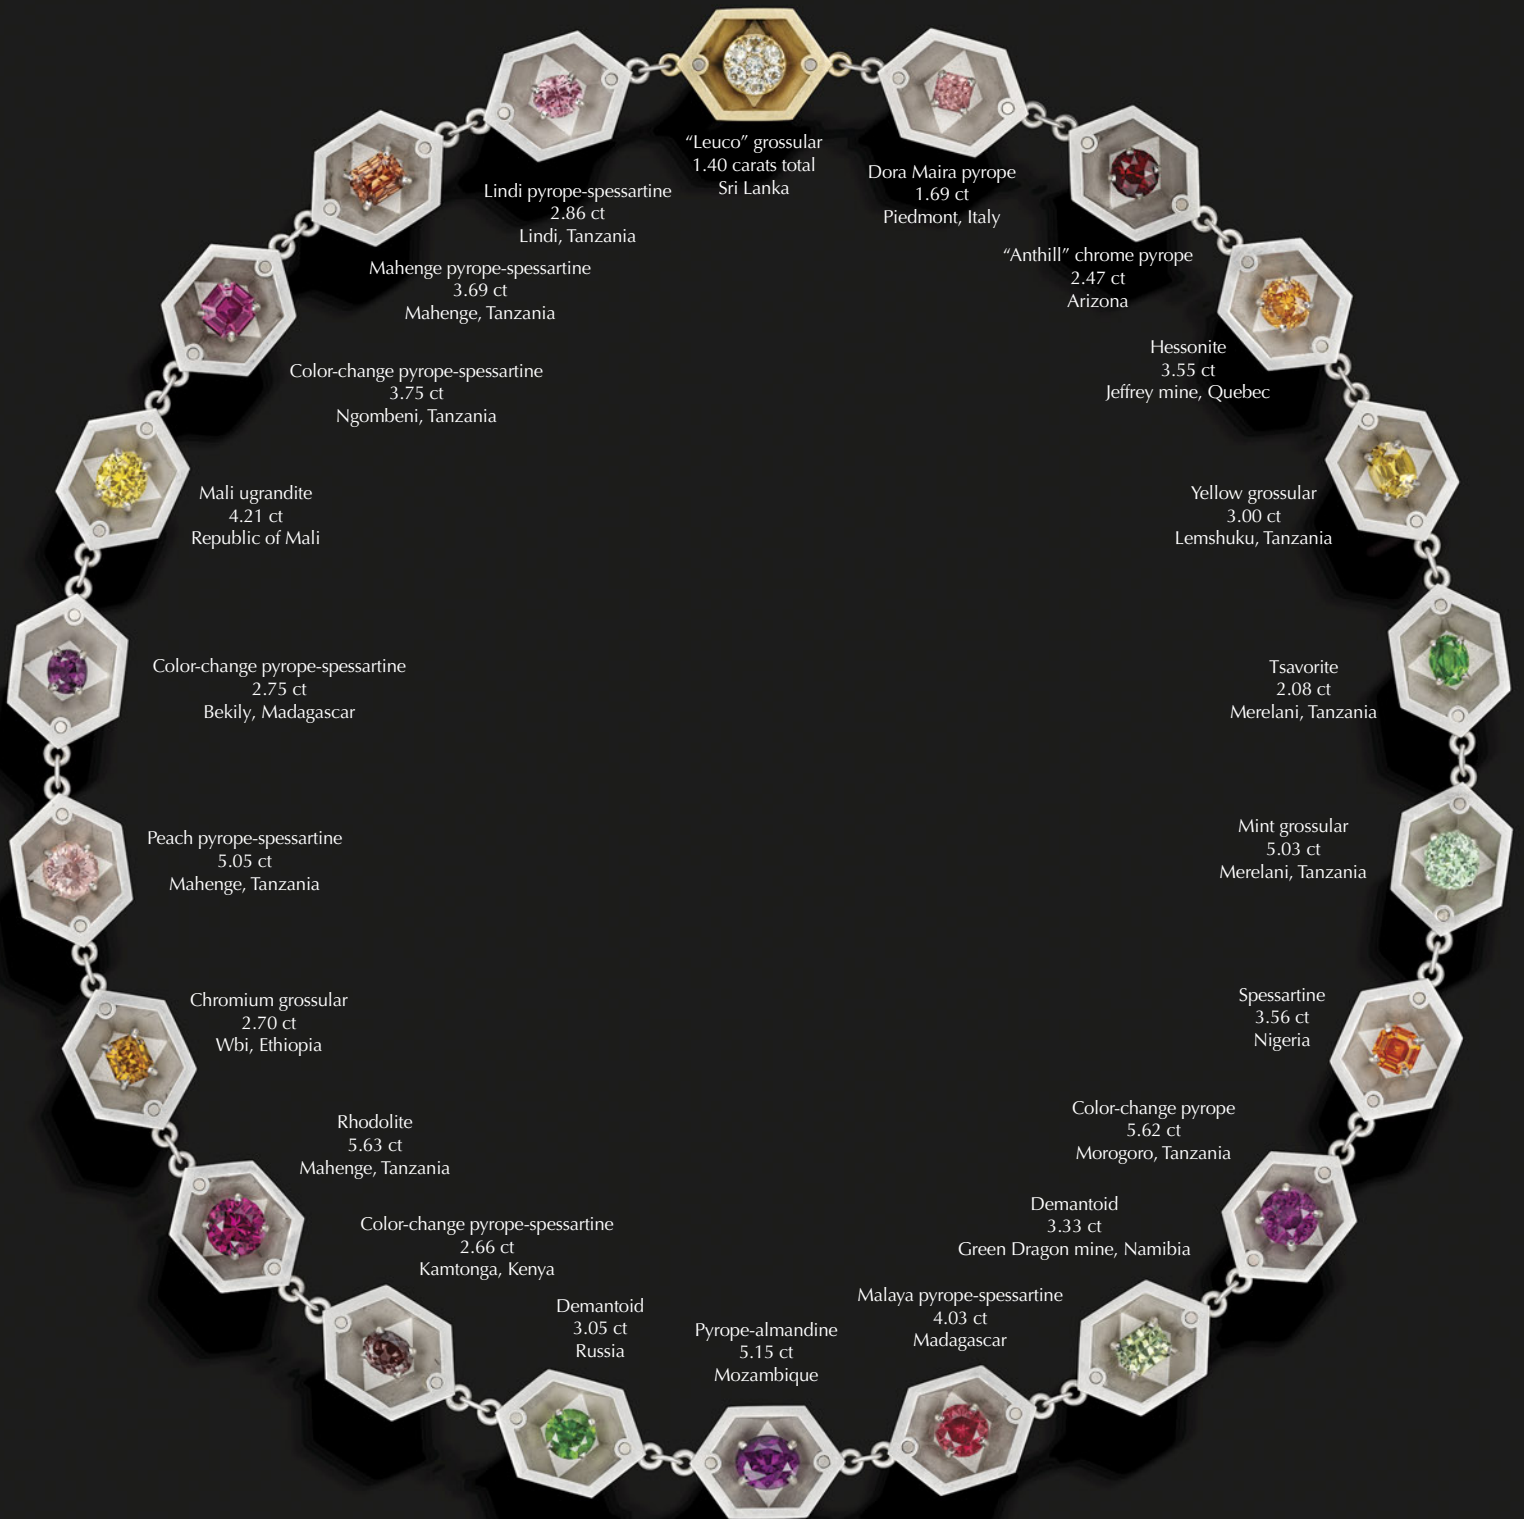 “Leuco” grossular
1.40 carats total
Sri Lanka
Dora Maira pyrope
1.69 ct
Piedmont, Italy
“Anthill” chrome pyrope
2.47 ct
Arizona
Hessonite
3.55 ct
Jeffrey mine, Quebec
Yellow grossular
3.00 ct
Lemshuku, Tanzania
Tsavorite
2.08 ct
Merelani, Tanzania
Mint grossular
5.03 ct
Merelani, Tanzania
Spessartine
3.56 ct
Nigeria
Color-change pyrope
5.62 ct
Morogoro, Tanzania
Demantoid
3.33 ct
Green Dragon mine, Namibia
Malaya pyrope-spessartine
4.03 ct
Madagascar
Pyrope-almandine
5.15 ct
Mozambique
Demantoid
3.05 ct
Russia
Color-change pyrope-spessartine
2.66 ct
Kamtonga, Kenya
Rhodolite
5.63 ct
Mahenge, Tanzania
Chromium grossular
2.70 ct
Wbi, Ethiopia
Peach pyrope-spessartine
5.05 ct
Mahenge, Tanzania
Color-change pyrope-spessartine
2.75 ct
Bekily, Madagascar
Mali ugrandite
4.21 ct
Republic of Mali
Color-change pyrope-spessartine
3.75 ct
Ngombeni, Tanzania
Mahenge pyrope-spessartine
3.69 ct
Mahenge, Tanzania
Lindi pyrope-spessartine
2.86 ct
Lindi, Tanzania